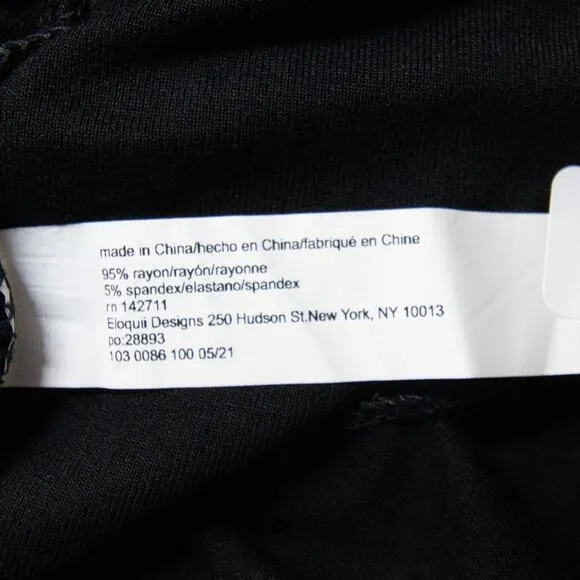 made in China/hecho en China/fabriqué en Chine
95% rayon/rayón/rayonne
5% spandex/elastano/spandex
rn 142711
Eloquii Designs 250 Hudson St.New York, NY 10013
po:28893
103 0086 100 05/21